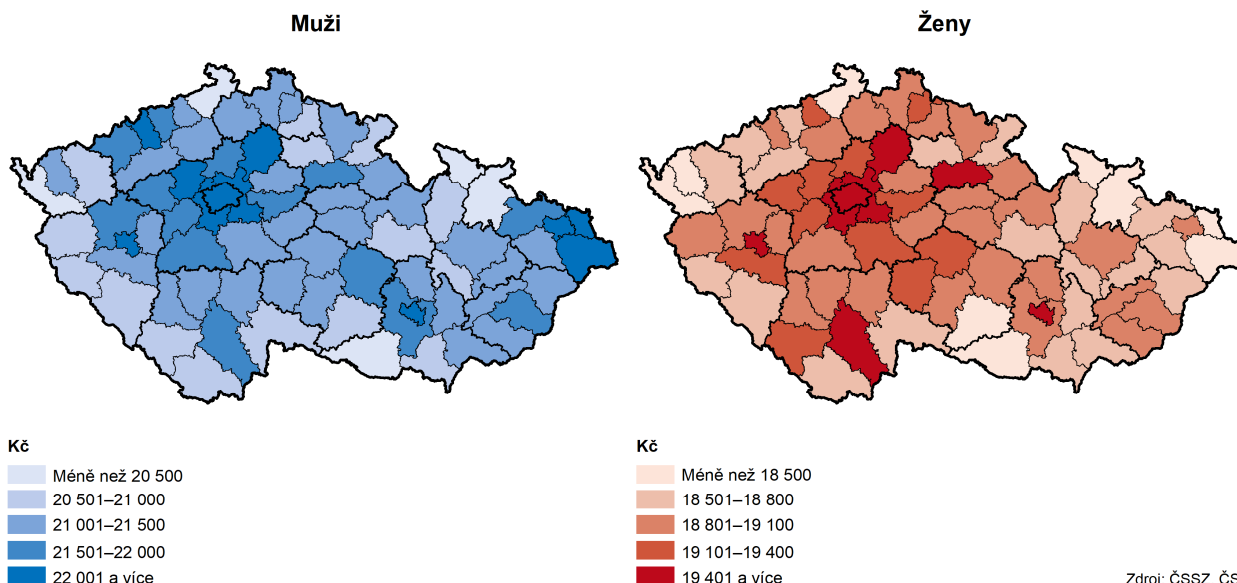 Muži
Ženy
Kč
Méně než 20 500
20 501–21 000
21 001–21 500
21 501–22 000
22 001 a více
Kč
Méně než 18 500
18 501–18 800
18 801–19 100
19 101–19 400
19 401 a více
Zdroj: ČSSZ, ČS